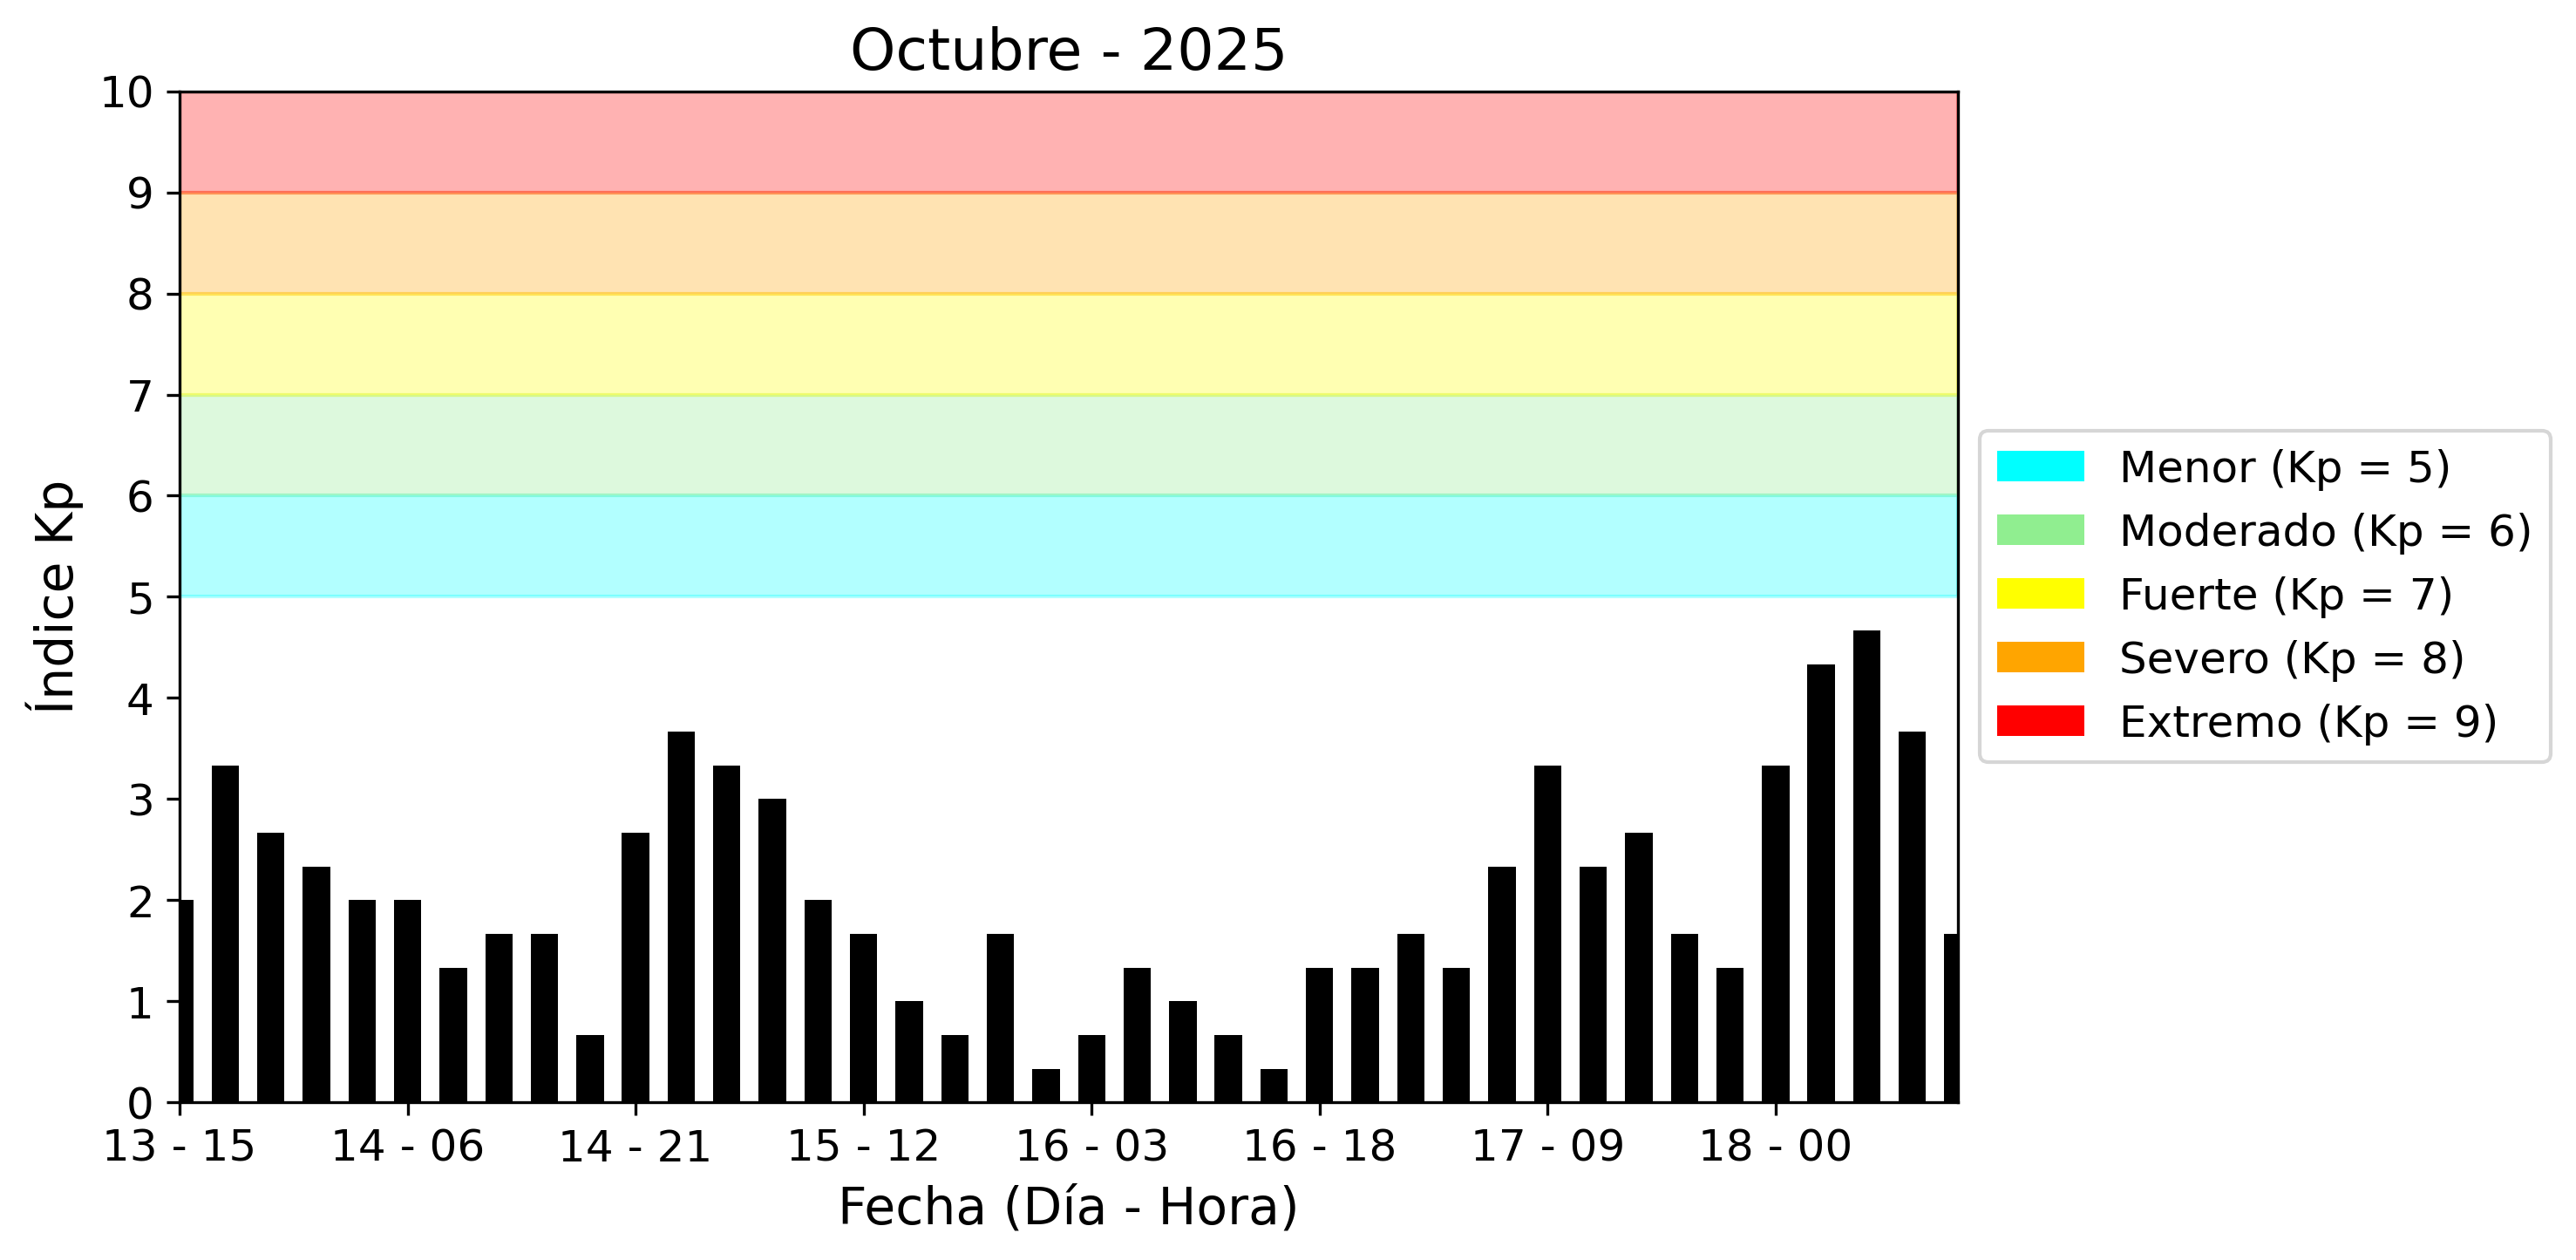 Octubre - 2025
10
9
8
7
6
5
4
3
2
1
0
Índice Kp
13 - 15
14 - 06
14 - 21
15 - 12
16 - 03
16 - 18
17 - 09
18 - 00
Fecha (Día - Hora)
Menor (Kp = 5)
Moderado (Kp = 6)
Fuerte (Kp = 7)
Severo (Kp = 8)
Extremo (Kp = 9)